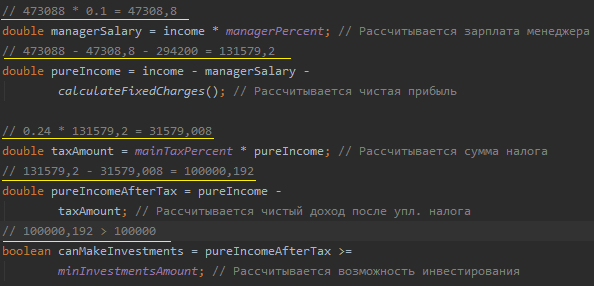 // 473088 * 0.1 = 47308,8
double managerSalary = income * managerPercent; // Рассчитывается зарплата менеджера
// 473088 - 47308,8 - 294200 = 131579,2
double pureIncome = income - managerSalary -
calculateFixedCharges(); // Рассчитывается чистая прибыль
// 0.24 * 131579,2 = 31579,008
double taxAmount = mainTaxPercent * pureIncome; // Рассчитывается сумма налога
// 131579,2 - 31579,008 = 100000,192
double pureIncomeAfterTax = pureIncome -
taxAmount; // Рассчитывается чистый доход после упл. налога
// 100000,192 > 100000
boolean canMakeInvestments = pureIncomeAfterTax >=
minInvestmentsAmount; // Рассчитывается возможность инвестирования